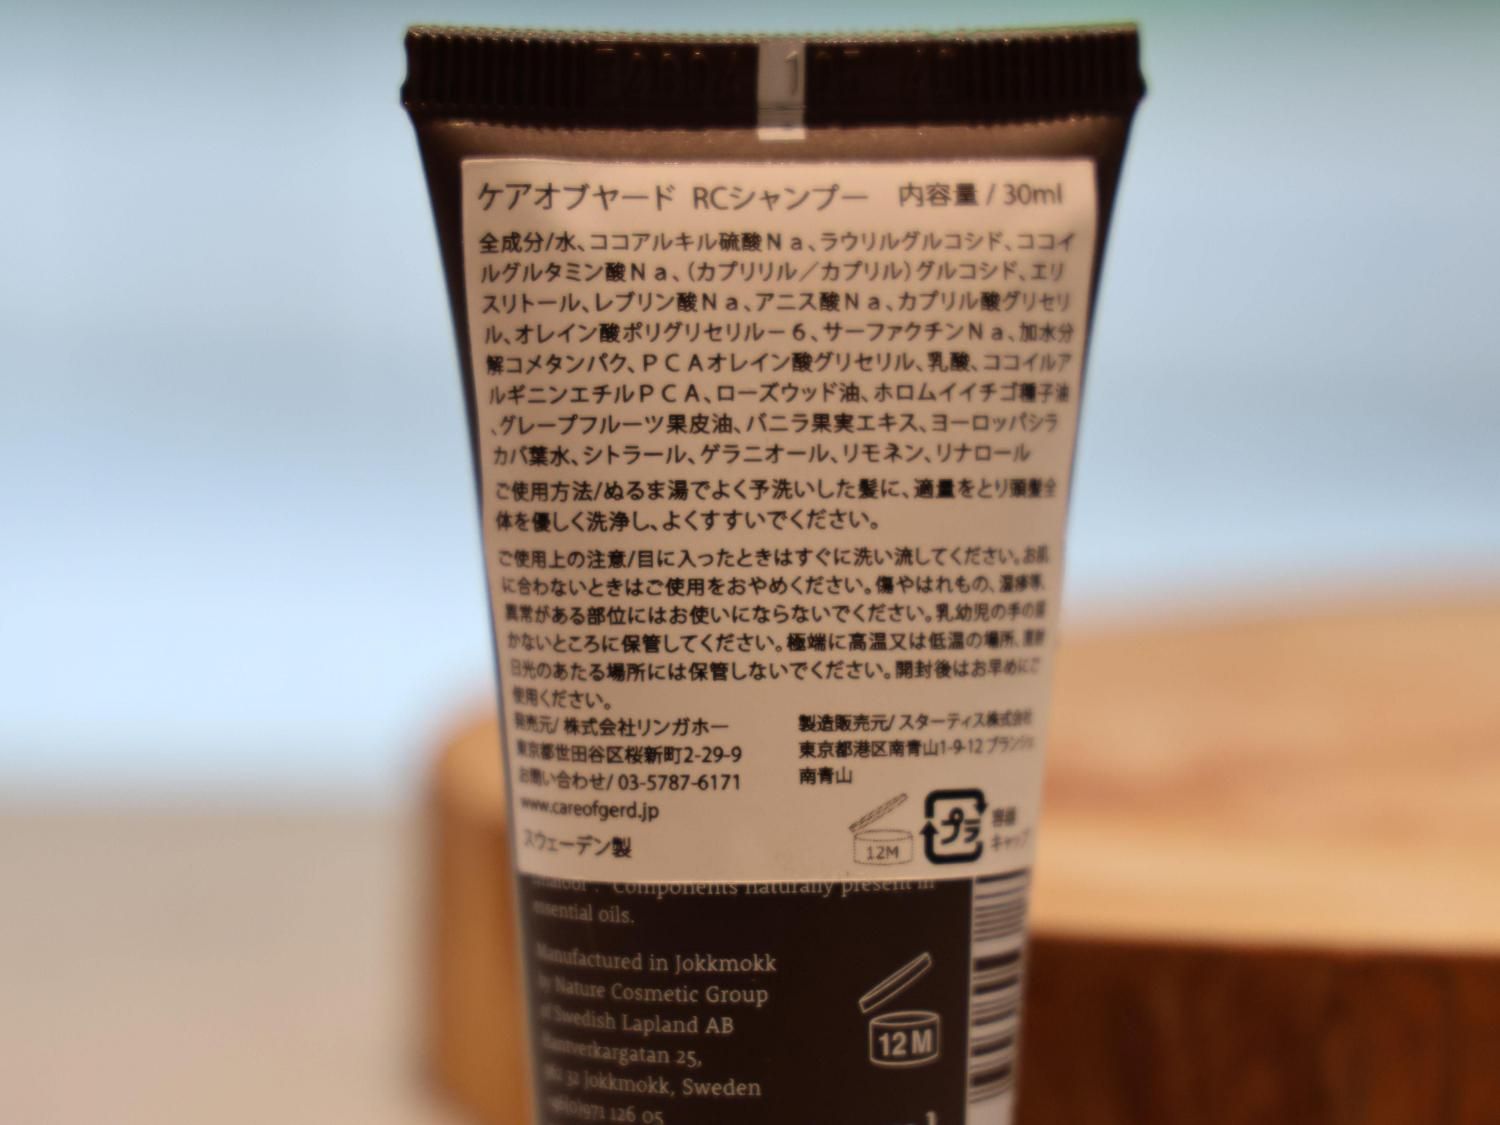 ケアオブヤード RCシャンプー 内容量 / 30ml
全成分/水、ココアルキル硫酸Ｎａ、ラウリルグルコシド、ココイ
ルグルタミン酸Ｎａ、（カプリリル／カプリル）グルコシド、エリ
スリトール、レブリン酸Ｎａ、アニス酸Ｎａ、カプリル酸グリセリ
ル、オレイン酸ポリグリセリルー６、サーファクチンＮａ、加水分
解コメタンパク、ＰＣＡオレイン酸グリセリル、乳酸、ココイルア
ルギニンエチルＰＣＡ、ローズウッド油、ホロムイイチゴ種子油
、グレープフルーツ果皮油、バニラ果実エキス、ヨーロッパシラ
カバ葉水、シトラール、ゲラニオール、リモネン、リナロール
ご使用方法/ぬるま湯でよく予洗いした髪に、適量をとり頭髪全
体を優しく洗浄し、よくすすいでください。
ご使用上の注意/目に入ったときはすぐに洗い流してください。お肌
に合わないときはご使用をおやめください。傷やはれもの、湿疹等、
異常がある部位にはお使いにならないでください。乳幼児の手の届
かないところに保管してください。極端に高温又は低温の場所、直射
日光のあたる場所には保管しないでください。開封後はお早めにご
使用ください。
発売元/ 株式会社リンガホー
東京都世田谷区桜新町2-29-9
お問い合わせ/ 03-5787-6171
www.careofgerd.jp
スウェーデン製
製造販売元/ スターティス株式会社
東京都港区南青山1-9-12 ブランシェ
南青山
12M
プラ
容器
キャップ
Components naturally present in
essential oils.
Manufactured in Jokkmokk
by Nature Cosmetic Group
of Swedish Lapland AB
Hantverkargatan 25,
32 Jokkmokk, Sweden
971 126 05
12M